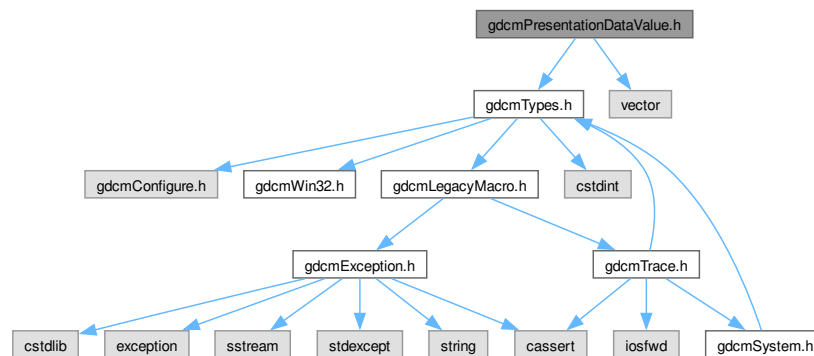 gdcmPresentationDataValue.h
gdcmTypes.h
vector
gdcmConfigure.h
gdcmWin32.h
gdcmLegacyMacro.h
cstdint
gdcmException.h
gdcmTrace.h
cstdlib
exception
sstream
stdexcept
string
cassert
iosfwd
gdcmSystem.h